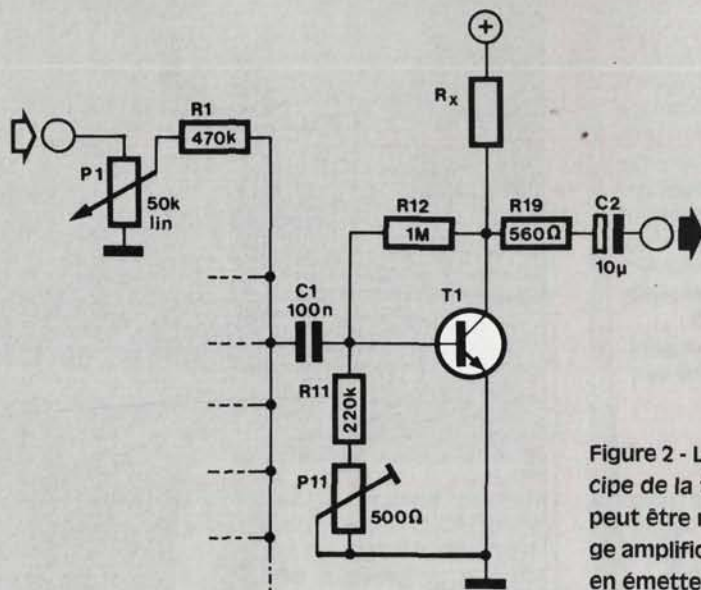 +
Rx
R1
470k
P1
50k
lin
R12
1M
R19
560Ω
C2
10µ
C1
100n
T1
R11
220k
P11
500Ω
Figure 2 - L
cipe de la
peut être
ge amplific
en émette